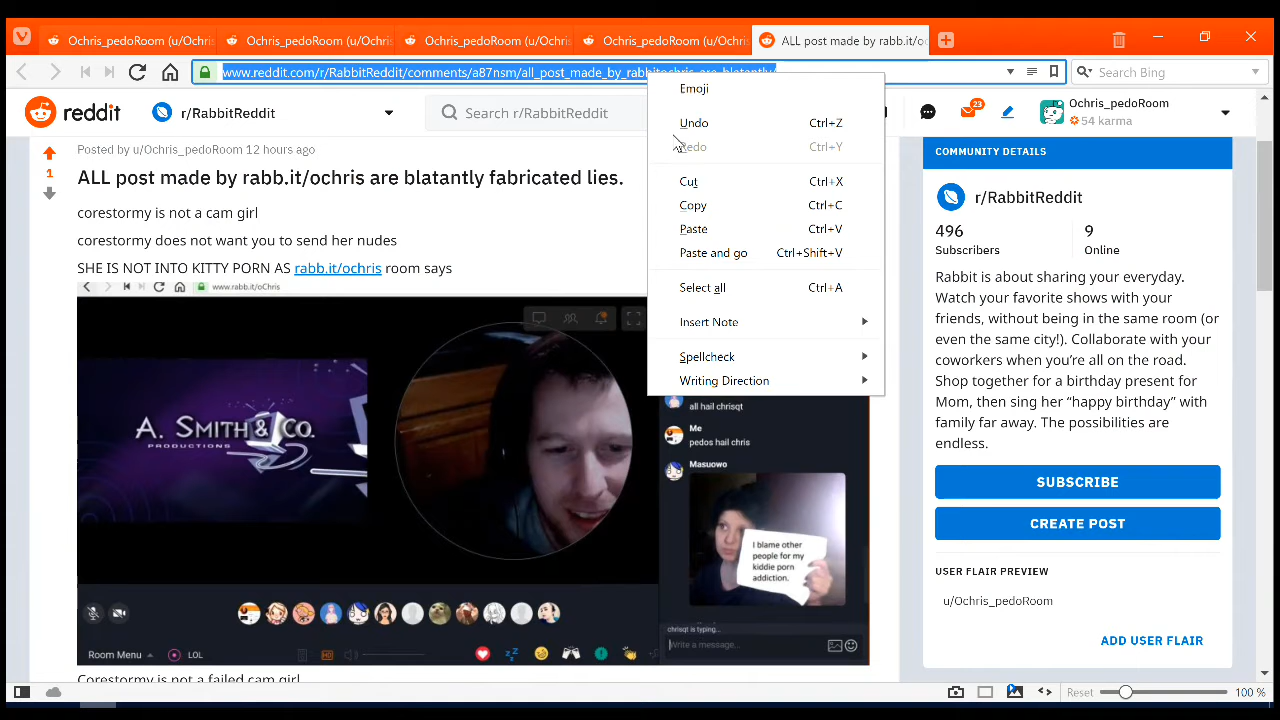 Ochris_pedoRoom (u/Ochris
Ochris_pedoRoom (u/Ochris
Ochris_pedoRoom (u/Ochris
Ochris_pedoRoom (u/Ochris
ALL post made by rabb.it/oc
www.reddit.com/r/RabbitReddit/comments/a87nsm/all_post_made_by_rabbitochris_are_blatantly/
Search Bing
reddit
r/RabbitReddit
Search r/RabbitReddit
23
Ochris_pedoRoom
54 karma
Posted by u/Ochris_pedoRoom 12 hours ago
1
ALL post made by rabb.it/ochris are blatantly fabricated lies.
corestormy is not a cam girl
corestormy does not want you to send her nudes
SHE IS NOT INTO KITTY PORN AS rabb.it/ochris room says
www.rabb.it/oChris
A. SMITH & CO.
PRODUCTIONS
Emoji
Undo Ctrl+Z
Redo Ctrl+Y
Cut Ctrl+X
Copy Ctrl+C
Paste Ctrl+V
Paste and go Ctrl+Shift+V
Select all Ctrl+A
Insert Note
Spellcheck
Writing Direction
all hail chrisqt
Me
pedos hail chris
Masuowo
I blame other
people for my
kiddie porn
addiction.
chrisqt is typing...
Write a message...
Room Menu
LOL
HD
Corestormy is not a failed cam girl
COMMUNITY DETAILS
r/RabbitReddit
496 9
Subscribers Online
Rabbit is about sharing your everyday.
Watch your favorite shows with your
friends, without being in the same room (or
even the same city!). Collaborate with your
coworkers when you're all on the road.
Shop together for a birthday present for
Mom, then sing her "happy birthday" with
family far away. The possibilities are
endless.
SUBSCRIBE
CREATE POST
USER FLAIR PREVIEW
u/Ochris_pedoRoom
ADD USER FLAIR
Reset 100 %